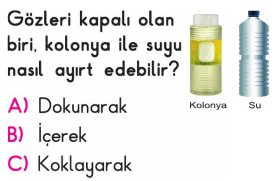 Gözleri kapalı olan
biri, kolonya ile suyu
nasıl ayırt edebilir?
A) Dokunarak
B) İçerek
C) Koklayarak
Kolonya
Su